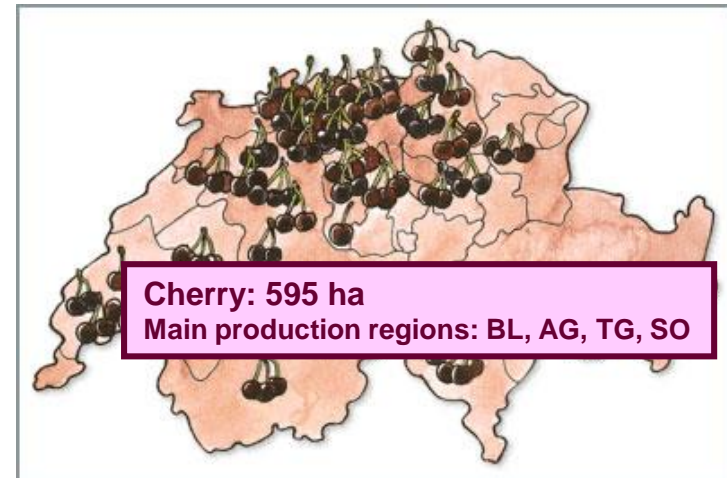 Cherry: 595 ha
Main production regions: BL, AG, TG, SO